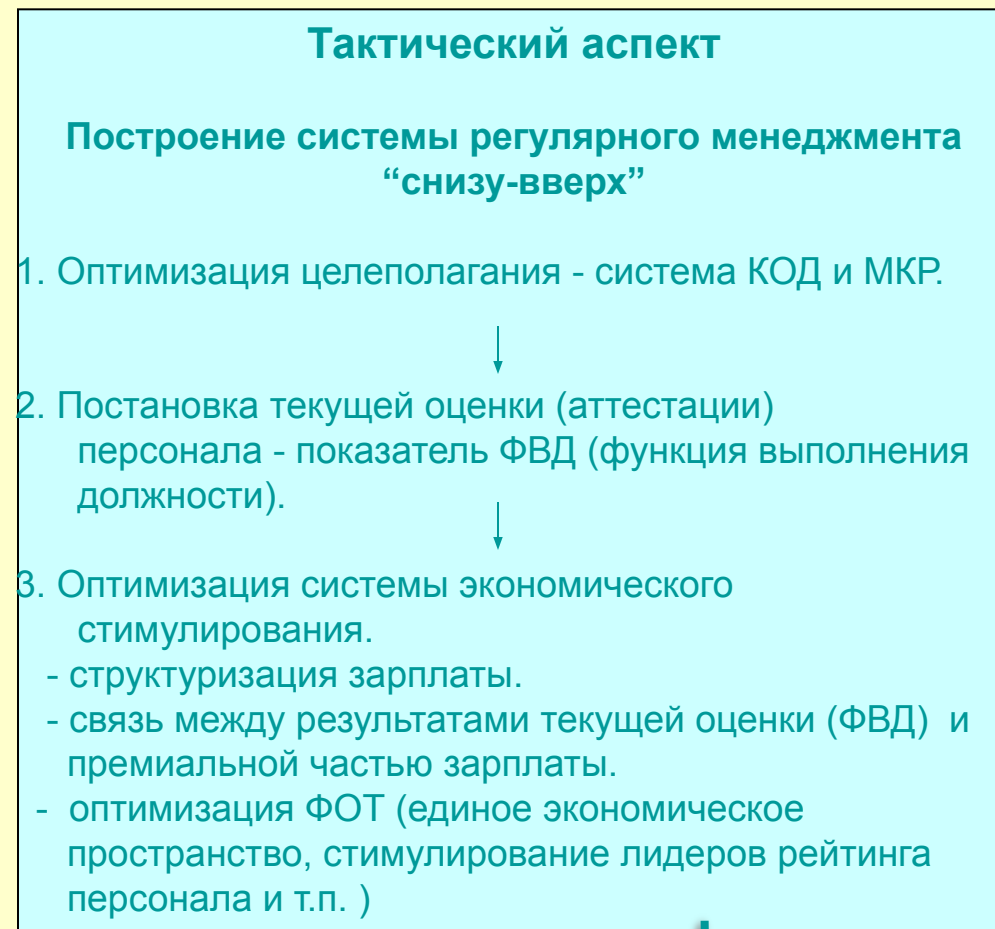 Тактический аспект
Построение системы регулярного менеджмента
“снизу-вверх”
1. Оптимизация целеполагания - система КОД и МКР.
2. Постановка текущей оценки (аттестации)
персонала - показатель ФВД (функция выполнения
должности).
3. Оптимизация системы экономического
стимулирования.
- структуризация зарплаты.
- связь между результатами текущей оценки (ФВД) и
премиальной частью зарплаты.
- оптимизация ФОТ (единое экономическое
пространство, стимулирование лидеров рейтинга
персонала и т.п. )